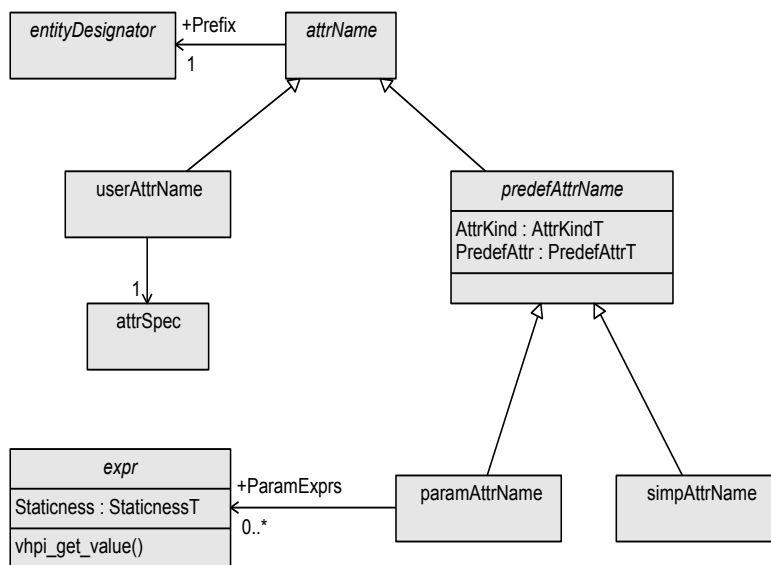 entityDesignator
+Prefix
1
attrName
userAttrName
predefAttrName
AttrKind : AttrKindT
PredefAttr : PredefAttrT
1
attrSpec
expr
Staticness : StaticnessT
vhpi_get_value()
+ParamExprs
0..*
paramAttrName
simpAttrName